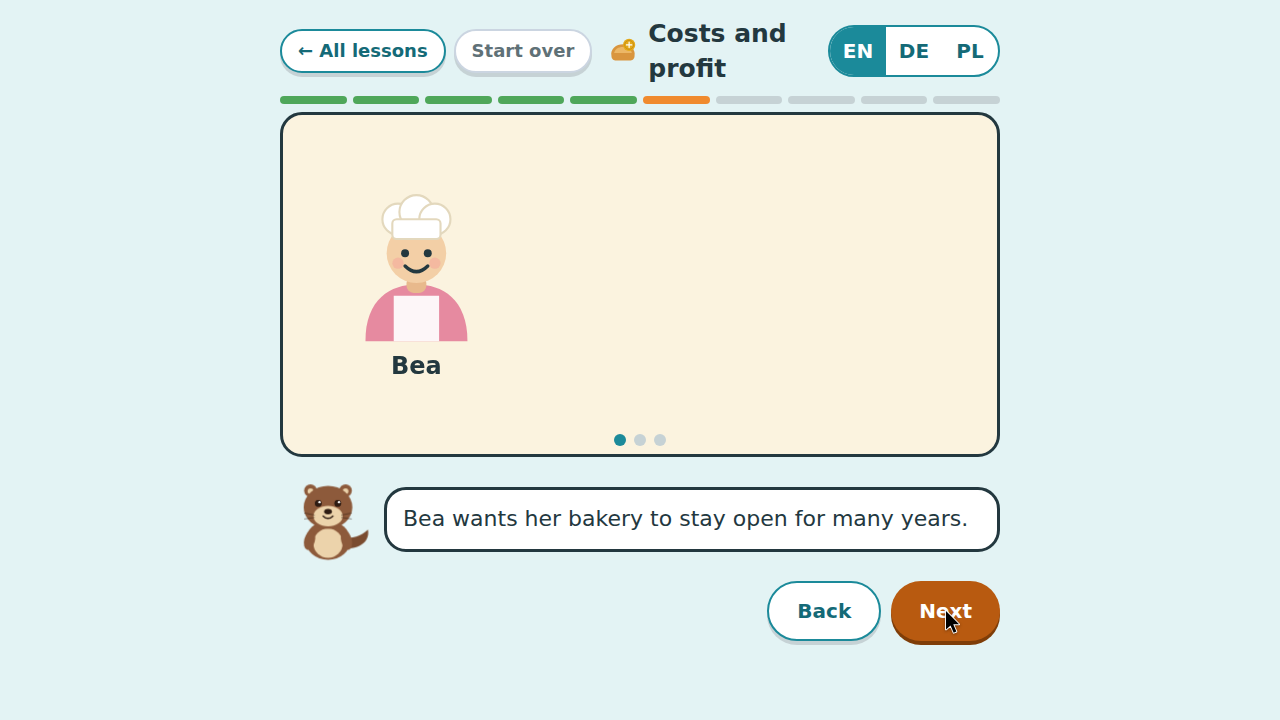 ← All lessons
Start over
Costs and
profit
EN DE PL
Bea
Bea wants her bakery to stay open for many years.
Back
Next